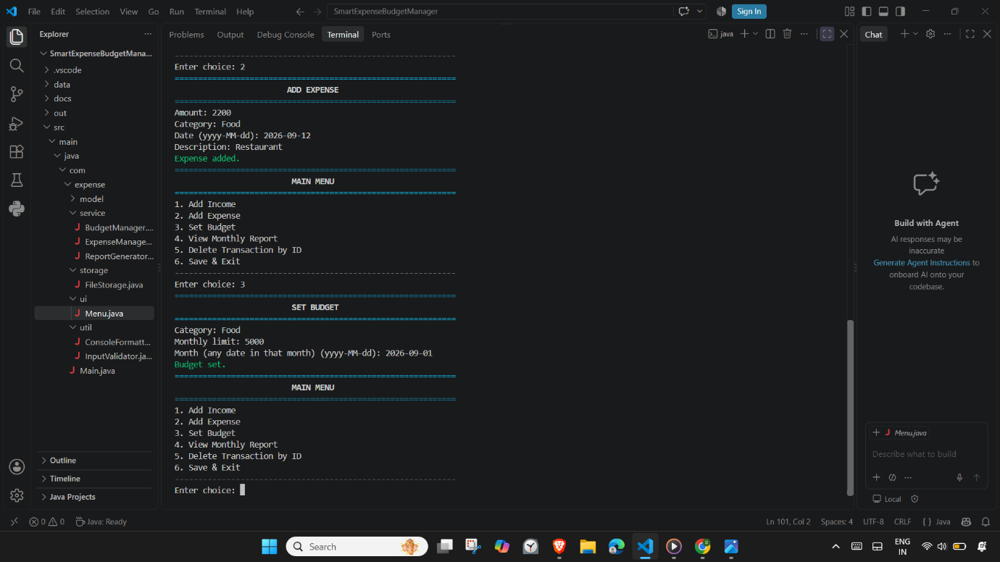 File Edit Selection View Go Run Terminal Help
SmartExpenseBudgetManager
Sign In
Explorer
SmartExpenseBudgetMana...
.vscode
data
docs
out
src
main
java
com
expense
model
service
BudgetManager....
ExpenseManage...
ReportGenerator...
storage
FileStorage.java
ui
Menu.java
util
ConsoleFormatt...
InputValidator.ja...
Main.java
Outline
Timeline
Java Projects
Problems Output Debug Console Terminal Ports
java
------------------------------------------------------------
Enter choice: 2
============================================================
ADD EXPENSE
============================================================
Amount: 2200
Category: Food
Date (yyyy-MM-dd): 2026-09-12
Description: Restaurant
Expense added.
============================================================
MAIN MENU
============================================================
1. Add Income
2. Add Expense
3. Set Budget
4. View Monthly Report
5. Delete Transaction by ID
6. Save & Exit
------------------------------------------------------------
Enter choice: 3
============================================================
SET BUDGET
============================================================
Category: Food
Monthly limit: 5000
Month (any date in that month) (yyyy-MM-dd): 2026-09-01
Budget set.
============================================================
MAIN MENU
============================================================
1. Add Income
2. Add Expense
3. Set Budget
4. View Monthly Report
5. Delete Transaction by ID
6. Save & Exit
------------------------------------------------------------
Enter choice:
Chat
Build with Agent
AI responses may be
inaccurate
Generate Agent Instructions to
onboard AI onto your
codebase.
Menu.java
Describe what to build
Local
0 0 Java: Ready
Ln 101, Col 2 Spaces: 4 UTF-8 CRLF { } Java
Search
ENG
IN